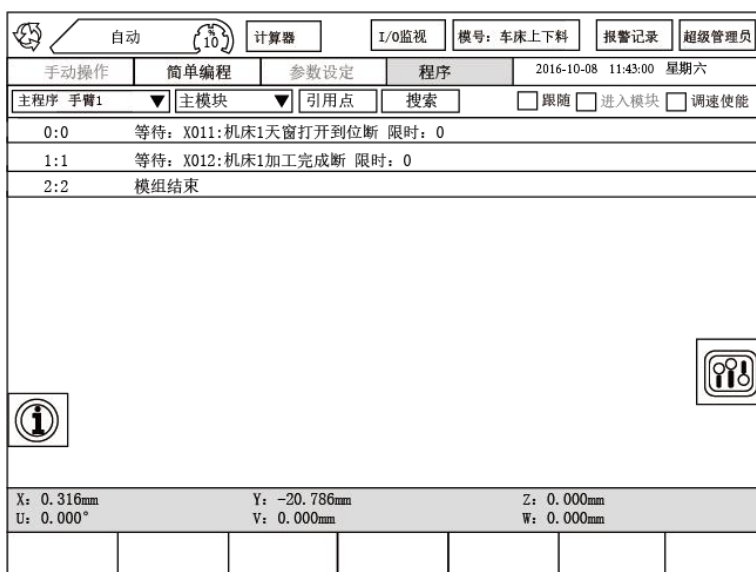 自动 % 10 计算器 I/O监视 模号：车床上下料 报警记录 超级管理员
手动操作 简单编程 参数设定 程序 2016-10-08 11:43:00 星期六
主程序 手臂1 ▼ 主模块 ▼ 引用点 搜索 跟随 进入模块 调速使能
0:0 等待：X011:机床1天窗打开到位断 限时：0
1:1 等待：X012:机床1加工完成断 限时：0
2:2 模组结束
X: 0.316mm Y: -20.786mm Z: 0.000mm
U: 0.000° V: 0.000mm W: 0.000mm